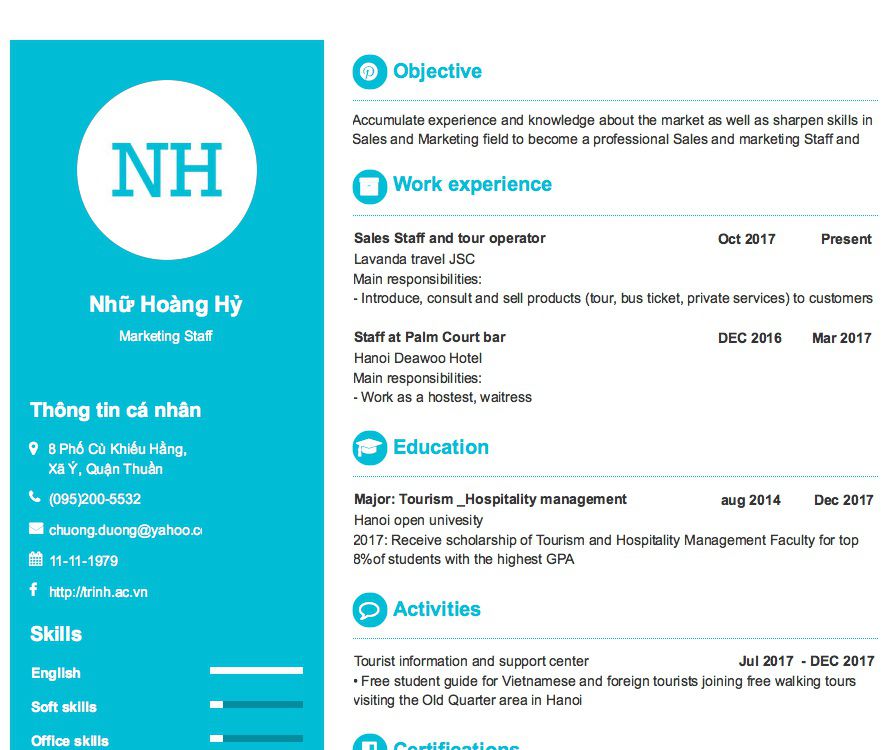 NH
Nhữ Hoàng Hỷ
Marketing Staff
Thông tin cá nhân
8 Phố Cù Khiếu Hằng,
Xã Ý, Quận Thuần
(095)200-5532
chuong.duong@yahoo.co
11-11-1979
http://trinh.ac.vn
Skills
English
Soft skills
Office skills
Objective
Accumulate experience and knowledge about the market as well as sharpen skills in
Sales and Marketing field to become a professional Sales and marketing Staff and
Work experience
Sales Staff and tour operator Oct 2017 Present
Lavanda travel JSC
Main responsibilities:
- Introduce, consult and sell products (tour, bus ticket, private services) to customers
Staff at Palm Court bar DEC 2016 Mar 2017
Hanoi Deawoo Hotel
Main responsibilities:
- Work as a hostest, waitress
Education
Major: Tourism _Hospitality management aug 2014 Dec 2017
Hanoi open univesity
2017: Receive scholarship of Tourism and Hospitality Management Faculty for top
8%of students with the highest GPA
Activities
Tourist information and support center Jul 2017 - DEC 2017
• Free student guide for Vietnamese and foreign tourists joining free walking tours
visiting the Old Quarter area in Hanoi
Certifications